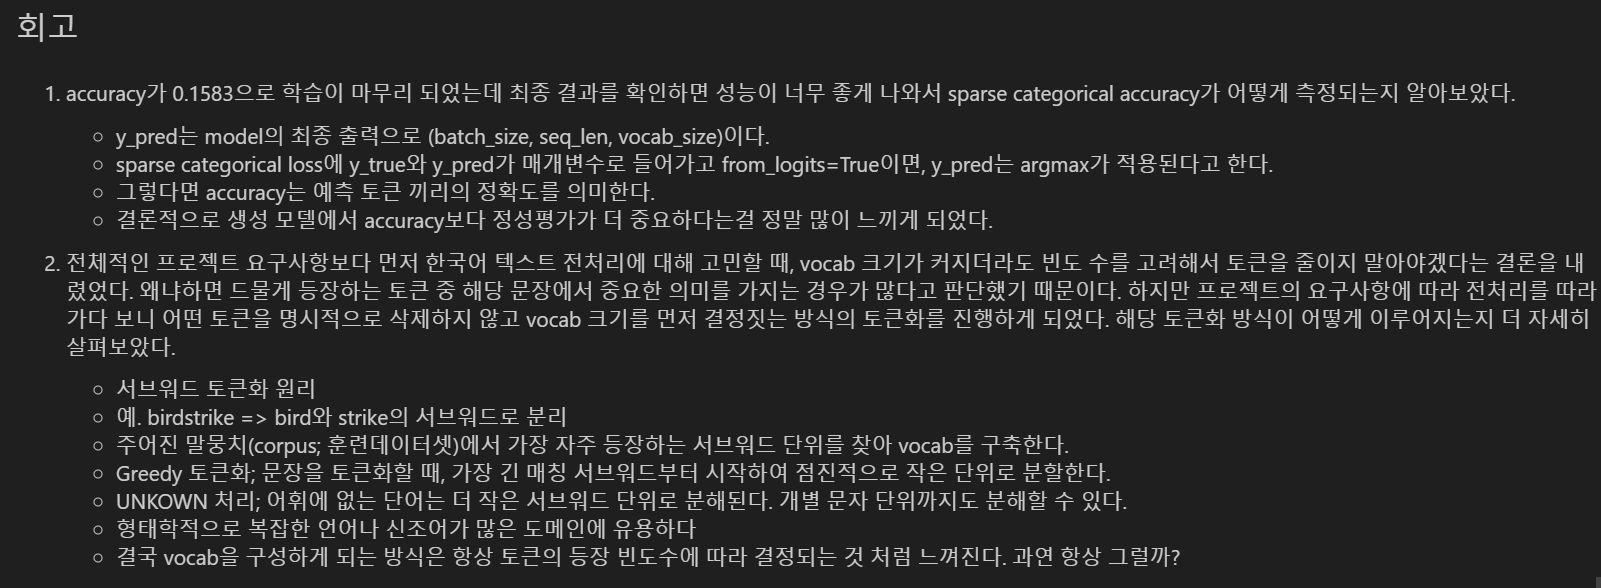 회고
1. accuracy가 0.1583으로 학습이 마무리 되었는데 최종 결과를 확인하면 성능이 너무 좋게 나와서 sparse categorical accuracy가 어떻게 측정되는지 알아보았다.
○ y_pred는 model의 최종 출력으로 (batch_size, seq_len, vocab_size)이다.
○ sparse categorical loss에 y_true와 y_pred가 매개변수로 들어가고 from_logits=True이면, y_pred는 argmax가 적용된다고 한다.
○ 그렇다면 accuracy는 예측 토큰 끼리의 정확도를 의미한다.
○ 결론적으로 생성 모델에서 accuracy보다 정성평가가 더 중요하다는걸 정말 많이 느끼게 되었다.
2. 전체적인 프로젝트 요구사항보다 먼저 한국어 텍스트 전처리에 대해 고민할 때, vocab 크기가 커지더라도 빈도 수를 고려해서 토큰을 줄이지 말아야겠다는 결론을 내
렸었다. 왜냐하면 드물게 등장하는 토큰 중 해당 문장에서 중요한 의미를 가지는 경우가 많다고 판단했기 때문이다. 하지만 프로젝트의 요구사항에 따라 전처리를 따라
가다 보니 어떤 토큰을 명시적으로 삭제하지 않고 vocab 크기를 먼저 결정짓는 방식의 토큰화를 진행하게 되었다. 해당 토큰화 방식이 어떻게 이루어지는지 더 자세히
살펴보았다.
○ 서브워드 토큰화 원리
○ 예. birdstrike => bird와 strike의 서브워드로 분리
○ 주어진 말뭉치(corpus; 훈련데이터셋)에서 가장 자주 등장하는 서브워드 단위를 찾아 vocab를 구축한다.
○ Greedy 토큰화; 문장을 토큰화할 때, 가장 긴 매칭 서브워드부터 시작하여 점진적으로 작은 단위로 분할한다.
○ UNKOWN 처리; 어휘에 없는 단어는 더 작은 서브워드 단위로 분해된다. 개별 문자 단위까지도 분해할 수 있다.
○ 형태학적으로 복잡한 언어나 신조어가 많은 도메인에 유용하다
○ 결국 vocab을 구성하게 되는 방식은 항상 토큰의 등장 빈도수에 따라 결정되는 것 처럼 느껴진다. 과연 항상 그럴까?